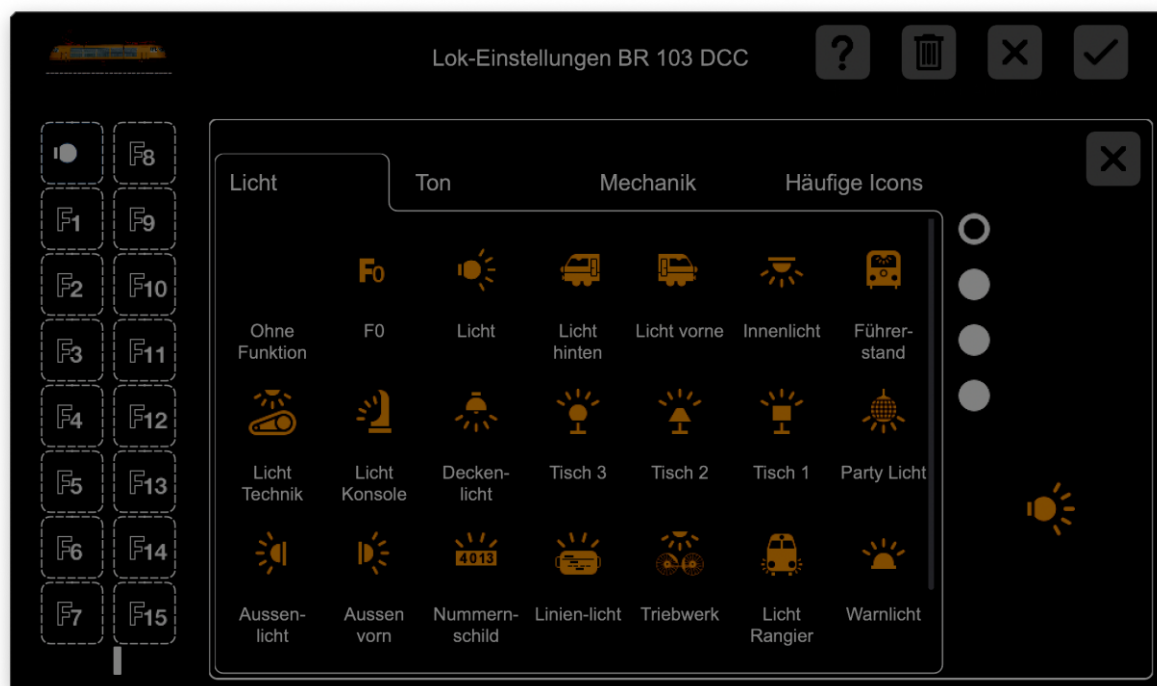 Lok-Einstellungen BR 103 DCC
?
F8
F1 F9
F2 F10
F3 F11
F4 F12
F5 F13
F6 F14
F7 F15
Licht Ton Mechanik Häufige Icons
F0
Ohne
Funktion
F0
Licht
Licht
hinten
Licht vorne
Innenlicht
Führer-
stand
Licht
Technik
Licht
Konsole
Decken-
licht
Tisch 3
Tisch 2
Tisch 1
Party Licht
4013
Aussen-
licht
Aussen
vorn
Nummern-
schild
Linien-licht
Triebwerk
Licht
Rangier
Warnlicht